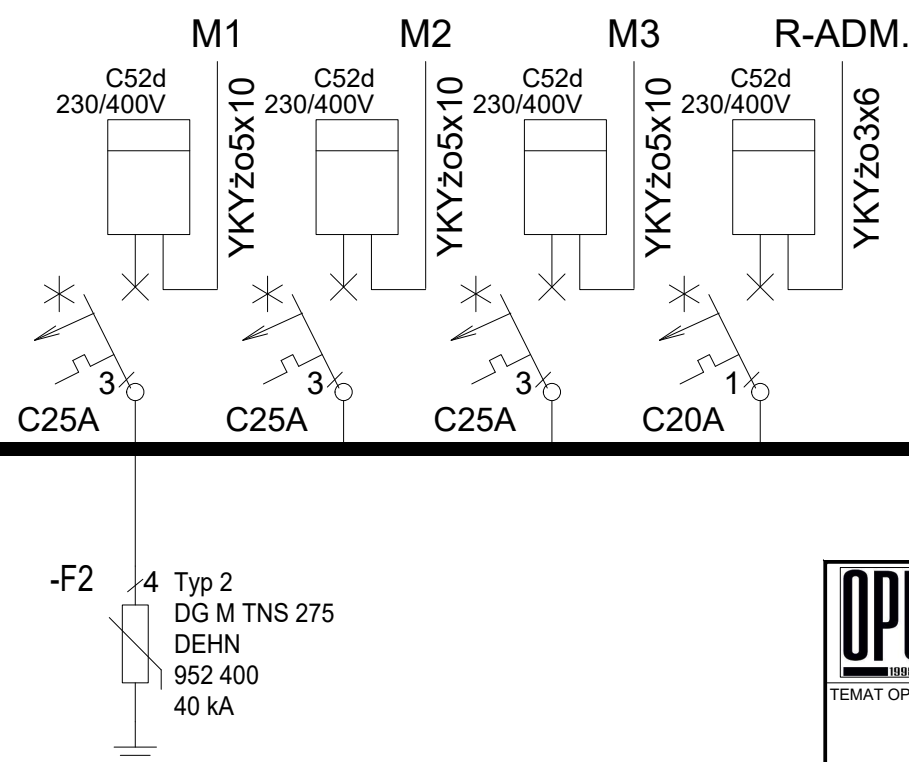 M1
M2
M3
R-ADM.
C52d
230/400V
YKYżo5x10
C52d
230/400V
YKYżo5x10
C52d
230/400V
YKYżo5x10
C52d
230/400V
YKYżo3x6
3
C25A
3
C25A
3
C25A
1
C20A
-F2
4
Typ 2
DG M TNS 275
DEHN
952 400
40 kA
TEMAT